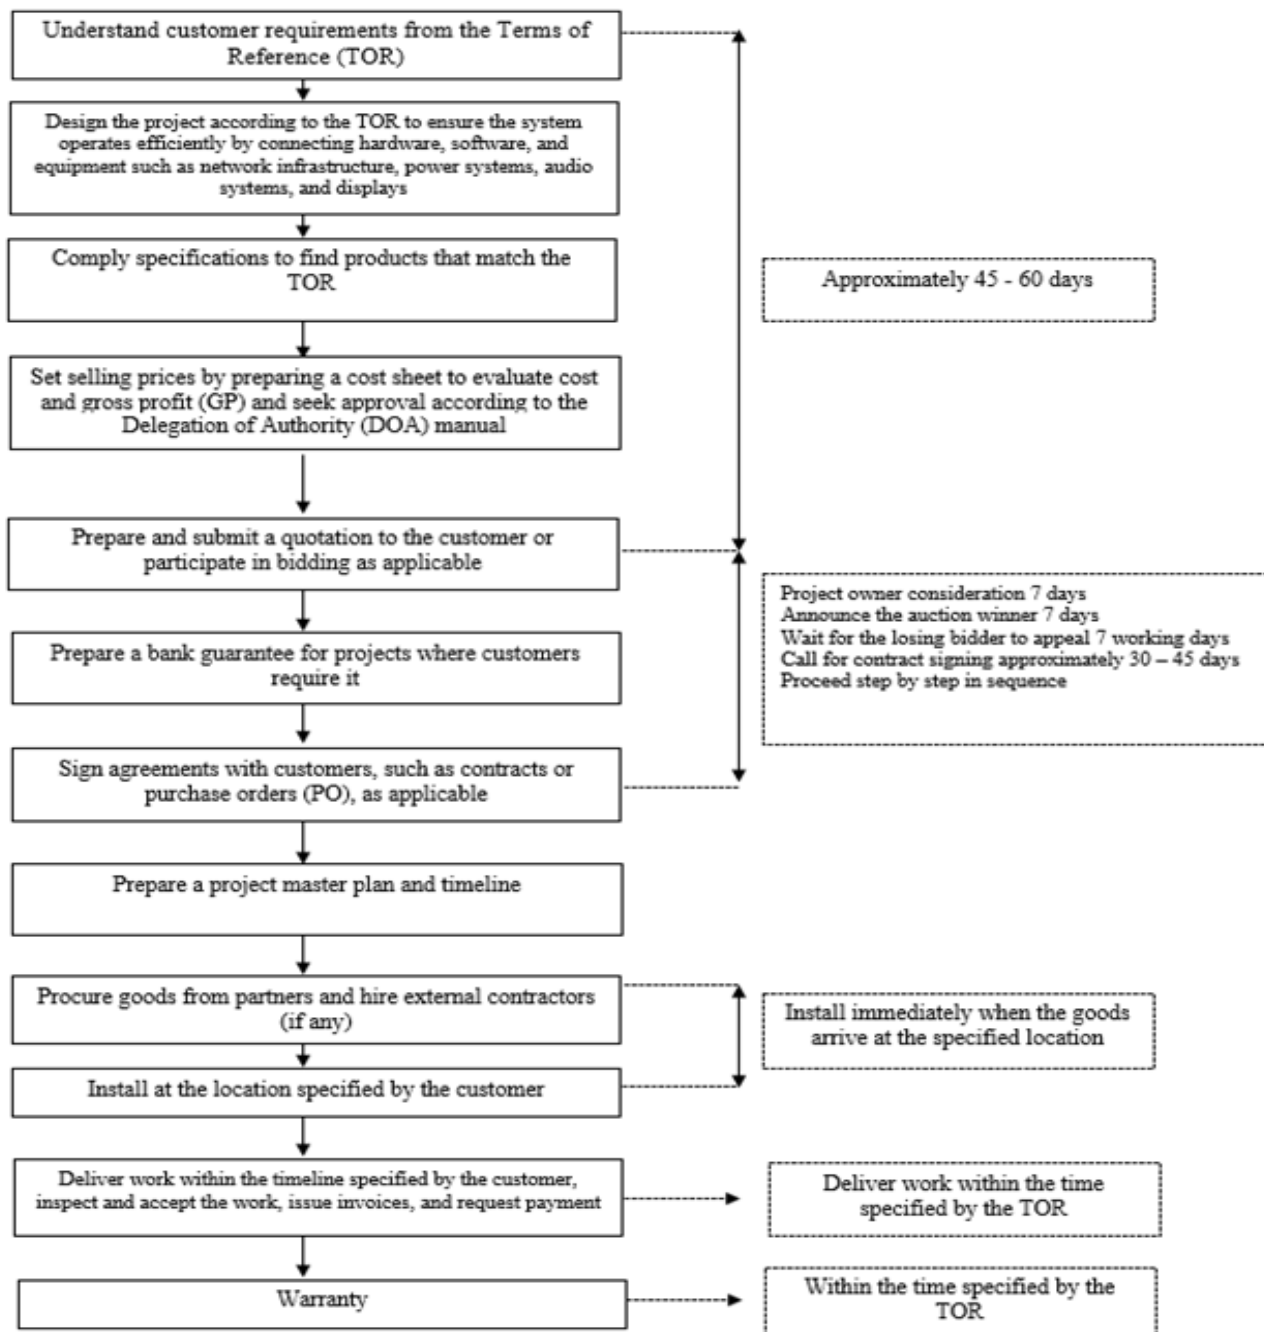 Understand customer requirements from the Terms of
Reference (TOR)
Design the project according to the TOR to ensure the system
operates efficiently by connecting hardware, software, and
equipment such as network infrastructure, power systems, audio
systems, and displays
Comply specifications to find products that match the
TOR
Approximately 45 - 60 days
Set selling prices by preparing a cost sheet to evaluate cost
and gross profit (GP) and seek approval according to the
Delegation of Authority (DOA) manual
Prepare and submit a quotation to the customer or
participate in bidding as applicable
Project owner consideration 7 days
Announce the auction winner 7 days
Wait for the losing bidder to appeal 7 working days
Call for contract signing approximately 30 – 45 days
Proceed step by step in sequence
Prepare a bank guarantee for projects where customers
require it
Sign agreements with customers, such as contracts or
purchase orders (PO), as applicable
Prepare a project master plan and timeline
Procure goods from partners and hire external contractors
(if any)
Install immediately when the goods
arrive at the specified location
Install at the location specified by the customer
Deliver work within the timeline specified by the customer,
inspect and accept the work, issue invoices, and request payment
Deliver work within the time
specified by the TOR
Warranty
Within the time specified by the
TOR